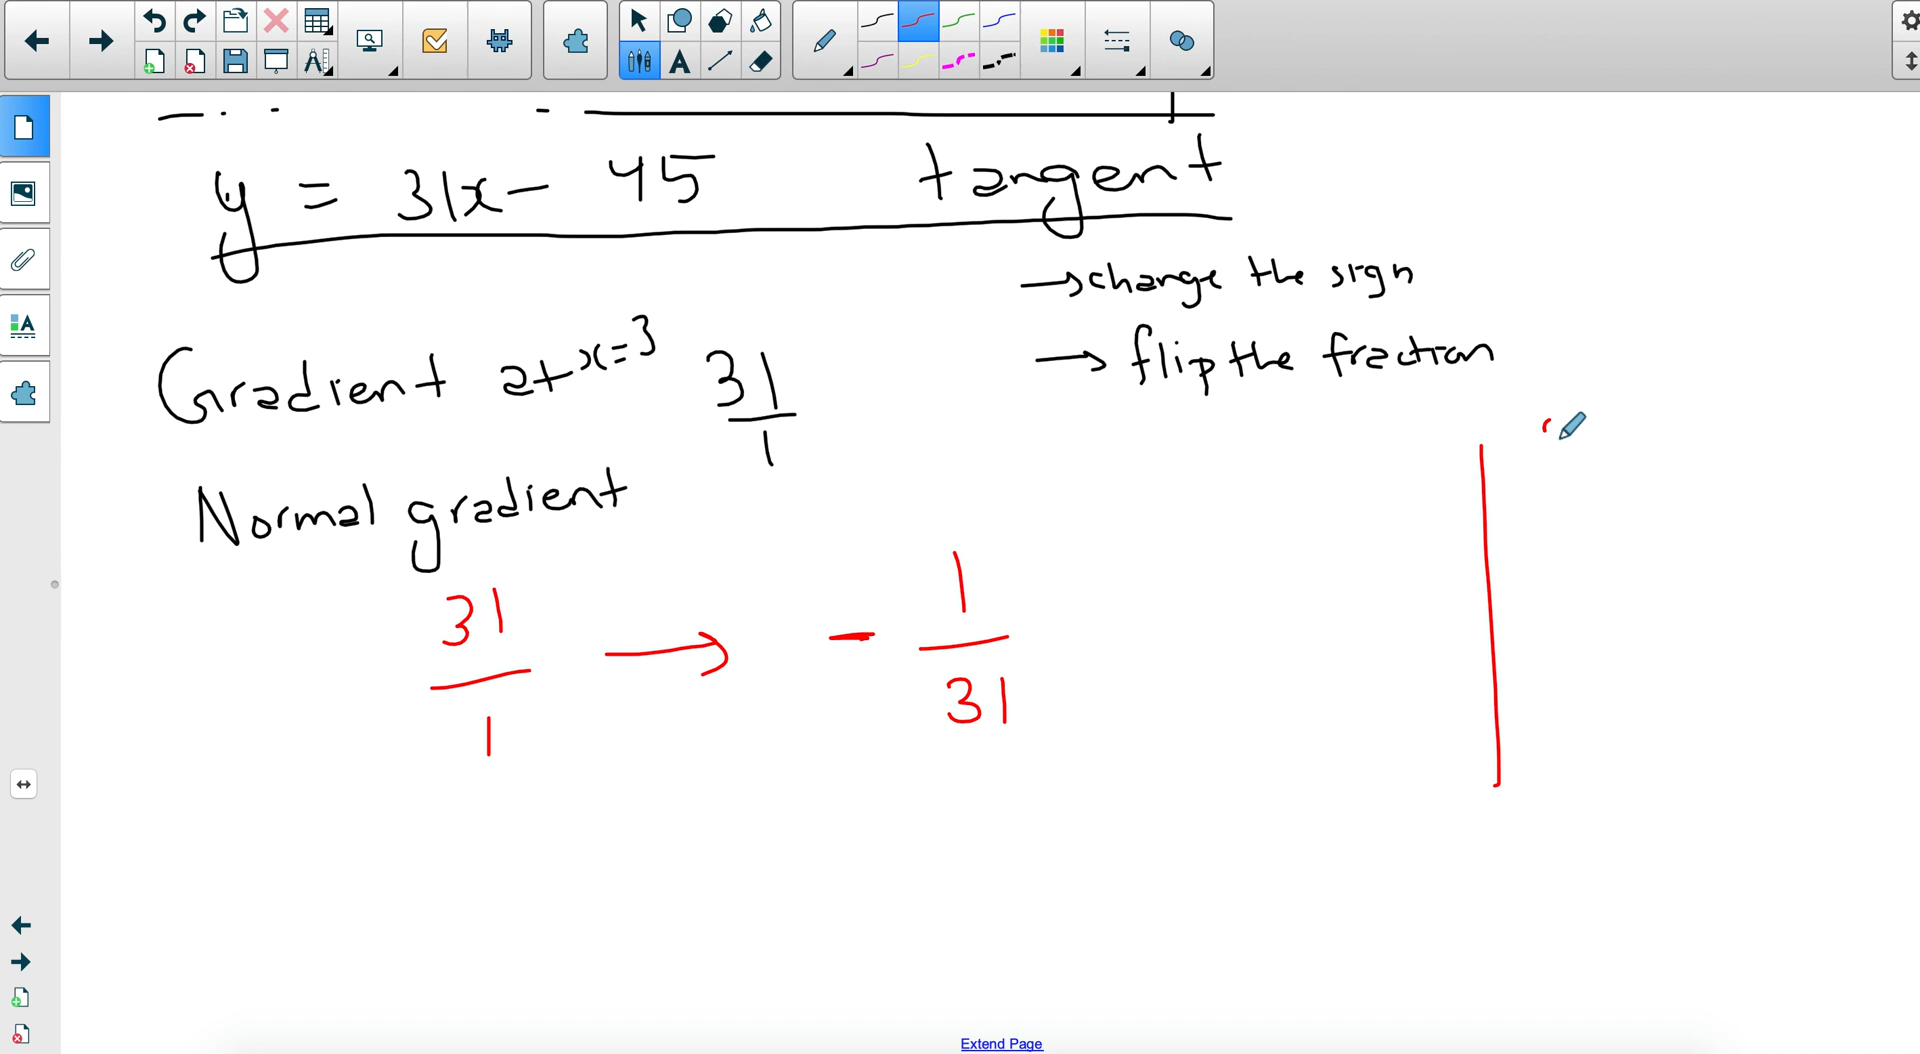 y = 31x - 45 tangent
→ change the sign
→ flip the fraction
Gradient at x=3 31/1
Normal gradient
31/1 → - 1/31
Extend Page